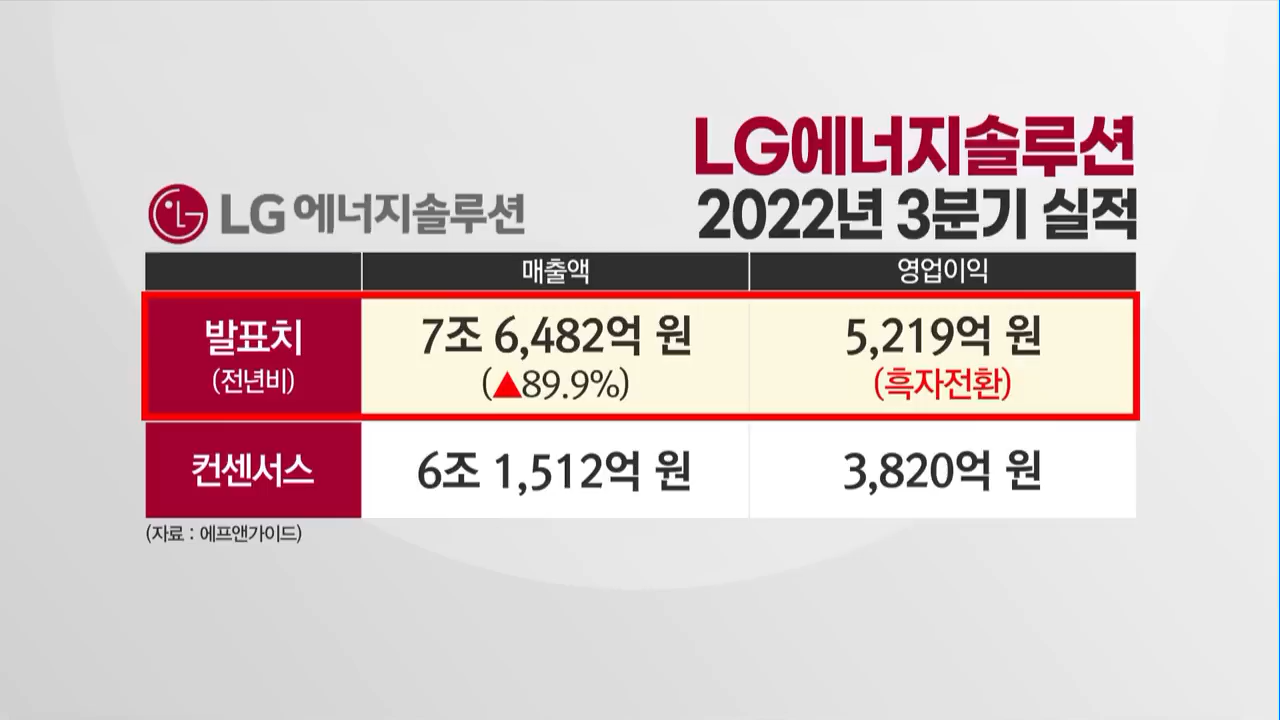 LG에너지솔루션
2022년 3분기 실적
LG에너지솔루션
매출액 영업이익
발표치 7조 6,482억 원 5,219억 원
(전년비) (▲89.9%) (흑자전환)
컨센서스 6조 1,512억 원 3,820억 원
(자료 : 에프앤가이드)